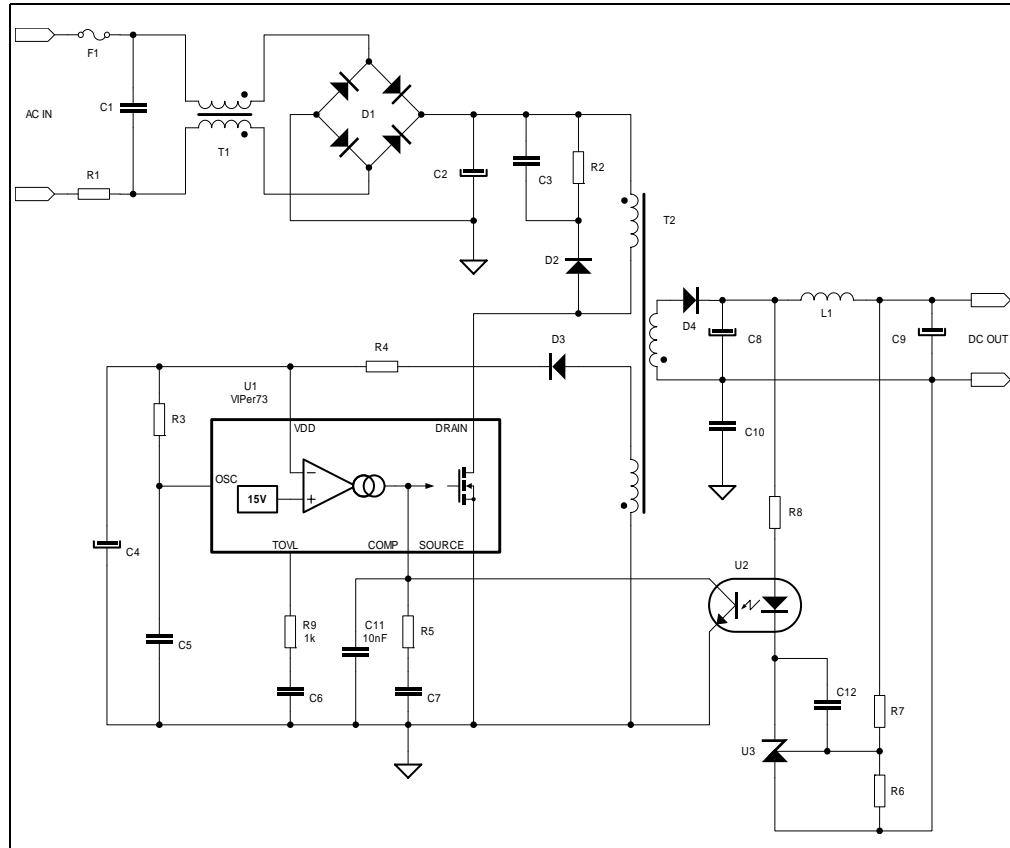 F1
C1
D1
AC IN
T1
R1
C2
C3
R2
T2
D2
D4
C8
L1
C9
DC OUT
R4
D3
U1
VIPer73
R3
VDD
DRAIN
OSC
15V
C10
C4
TOVL
COMP
SOURCE
R8
U2
C5
R9
1k
C11
10nF
R5
C6
C7
C12
R7
U3
R6